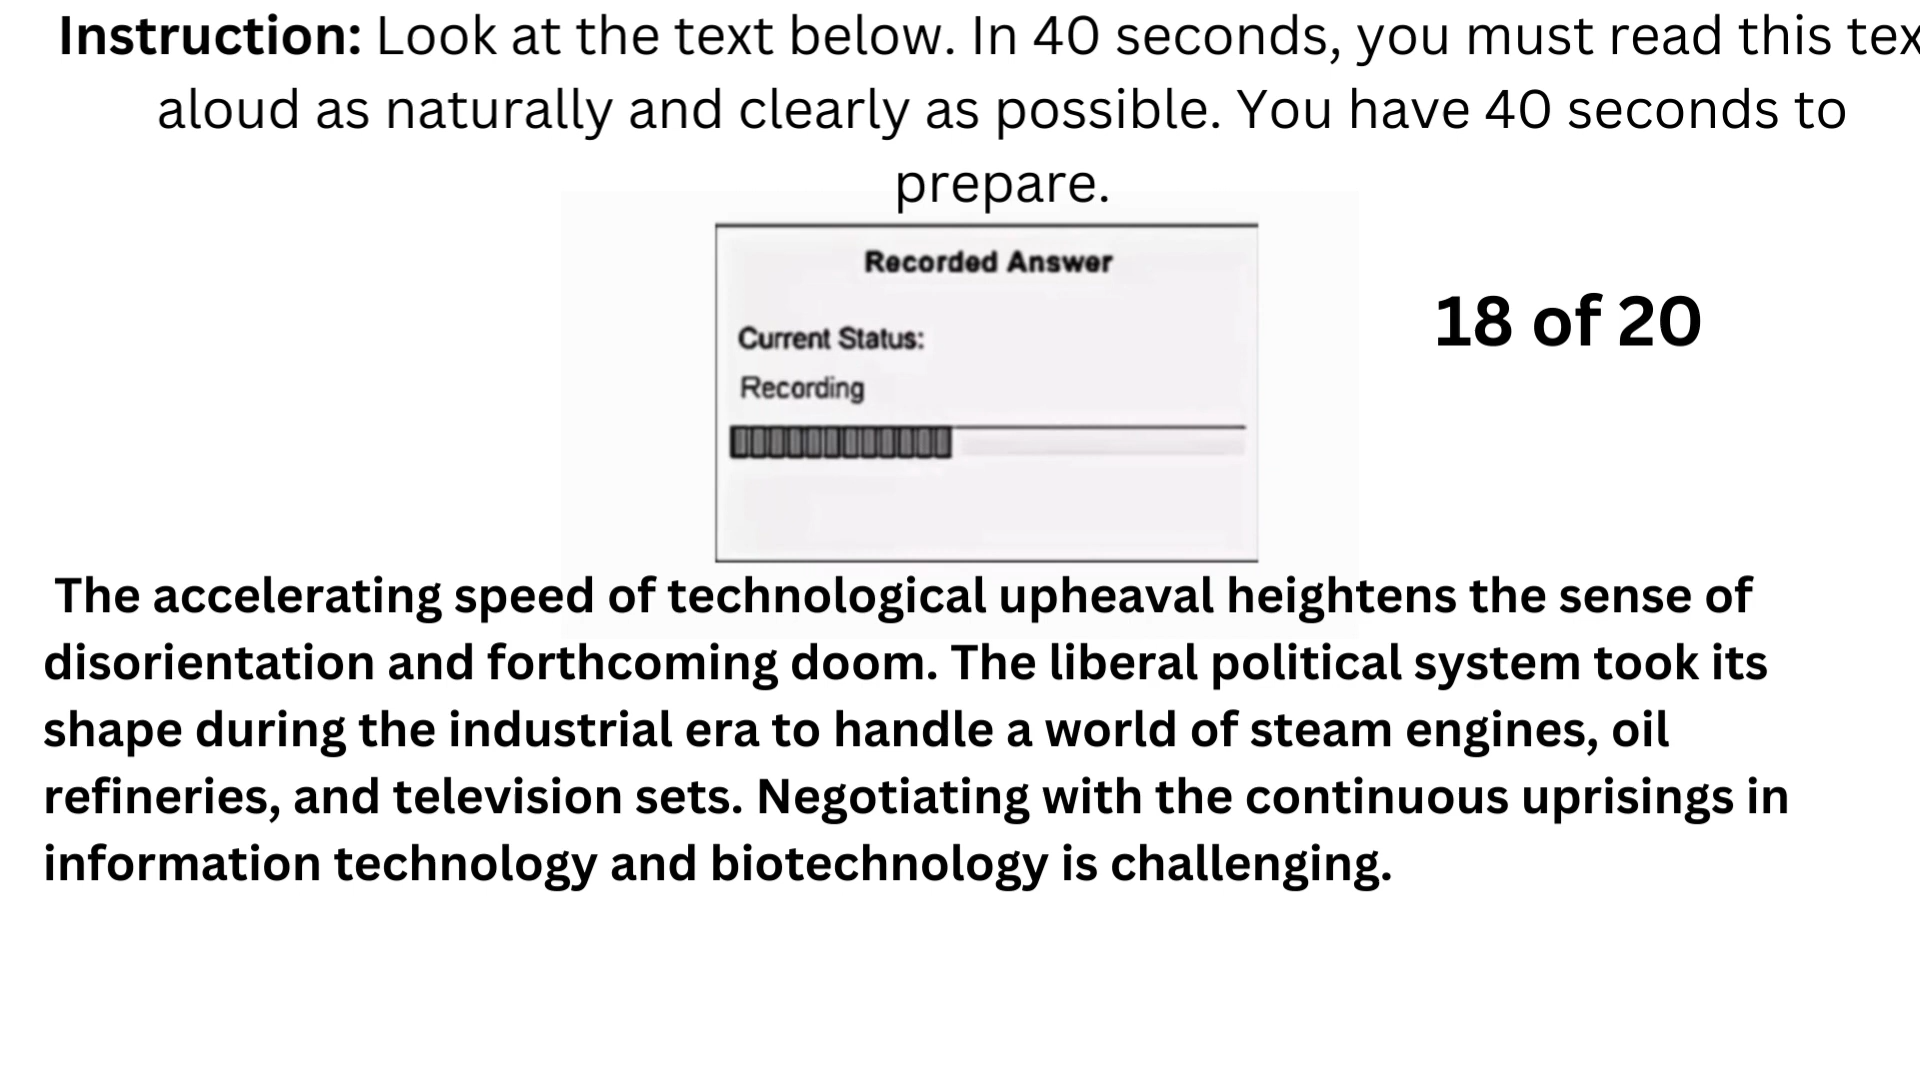 Instruction: Look at the text below. In 40 seconds, you must read this tex
aloud as naturally and clearly as possible. You have 40 seconds to
prepare.
Recorded Answer
Current Status:
Recording
18 of 20
The accelerating speed of technological upheaval heightens the sense of
disorientation and forthcoming doom. The liberal political system took its
shape during the industrial era to handle a world of steam engines, oil
refineries, and television sets. Negotiating with the continuous uprisings in
information technology and biotechnology is challenging.